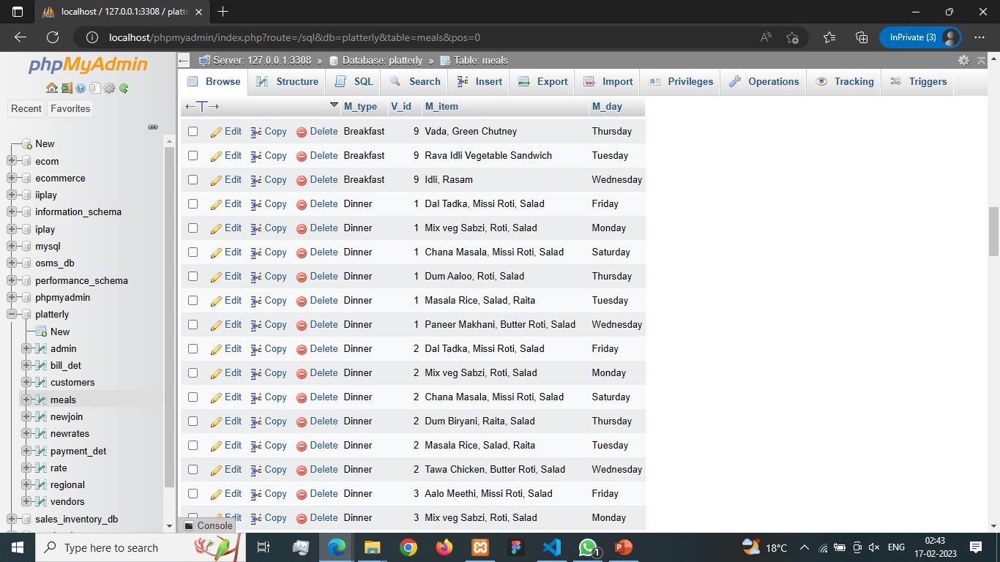 localhost / 127.0.0.1:3308 / platte
localhost/phpmyadmin/index.php?route=/sql&db=platterly&table=meals&pos=0
InPrivate (3)
phpMyAdmin
Recent
Favorites
New
ecom
ecommerce
iiplay
information_schema
iplay
mysql
osms_db
performance_schema
phpmyadmin
platterly
New
admin
bill_det
customers
meals
newjoin
newrates
payment_det
rate
regional
vendors
sales_inventory_db
Server: 127.0.0.1:3308 » Database: platterly » Table: meals
Browse Structure SQL Search Insert Export Import Privileges Operations Tracking Triggers
←T→ M_type V_id M_item M_day
Edit Copy Delete Breakfast 9 Vada, Green Chutney Thursday
Edit Copy Delete Breakfast 9 Rava Idli Vegetable Sandwich Tuesday
Edit Copy Delete Breakfast 9 Idli, Rasam Wednesday
Edit Copy Delete Dinner 1 Dal Tadka, Missi Roti, Salad Friday
Edit Copy Delete Dinner 1 Mix veg Sabzi, Roti, Salad Monday
Edit Copy Delete Dinner 1 Chana Masala, Missi Roti, Salad Saturday
Edit Copy Delete Dinner 1 Dum Aaloo, Roti, Salad Thursday
Edit Copy Delete Dinner 1 Masala Rice, Salad, Raita Tuesday
Edit Copy Delete Dinner 1 Paneer Makhani, Butter Roti, Salad Wednesday
Edit Copy Delete Dinner 2 Dal Tadka, Missi Roti, Salad Friday
Edit Copy Delete Dinner 2 Mix veg Sabzi, Roti, Salad Monday
Edit Copy Delete Dinner 2 Chana Masala, Missi Roti, Salad Saturday
Edit Copy Delete Dinner 2 Dum Biryani, Raita, Salad Thursday
Edit Copy Delete Dinner 2 Masala Rice, Salad, Raita Tuesday
Edit Copy Delete Dinner 2 Tawa Chicken, Butter Roti, Salad Wednesday
Edit Copy Delete Dinner 3 Aalo Meethi, Missi Roti, Salad Friday
Edit Copy Delete Dinner 3 Mix veg Sabzi, Roti, Salad Monday
Console
Type here to search
1
18°C
ENG
02:43
17-02-2023